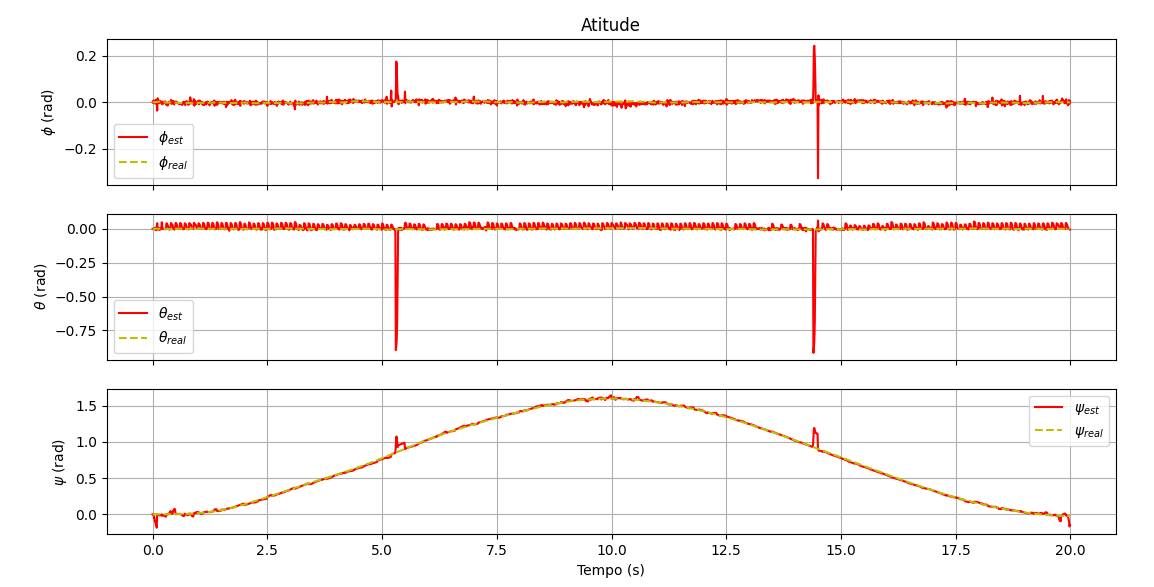 Atitude
0.2
0.0
−0.2
ϕ (rad)
ϕest
ϕreal
0.00
−0.25
−0.50
−0.75
θ (rad)
θest
θreal
1.5
1.0
0.5
0.0
ψ (rad)
ψest
ψreal
0.0 2.5 5.0 7.5 10.0 12.5 15.0 17.5 20.0
Tempo (s)